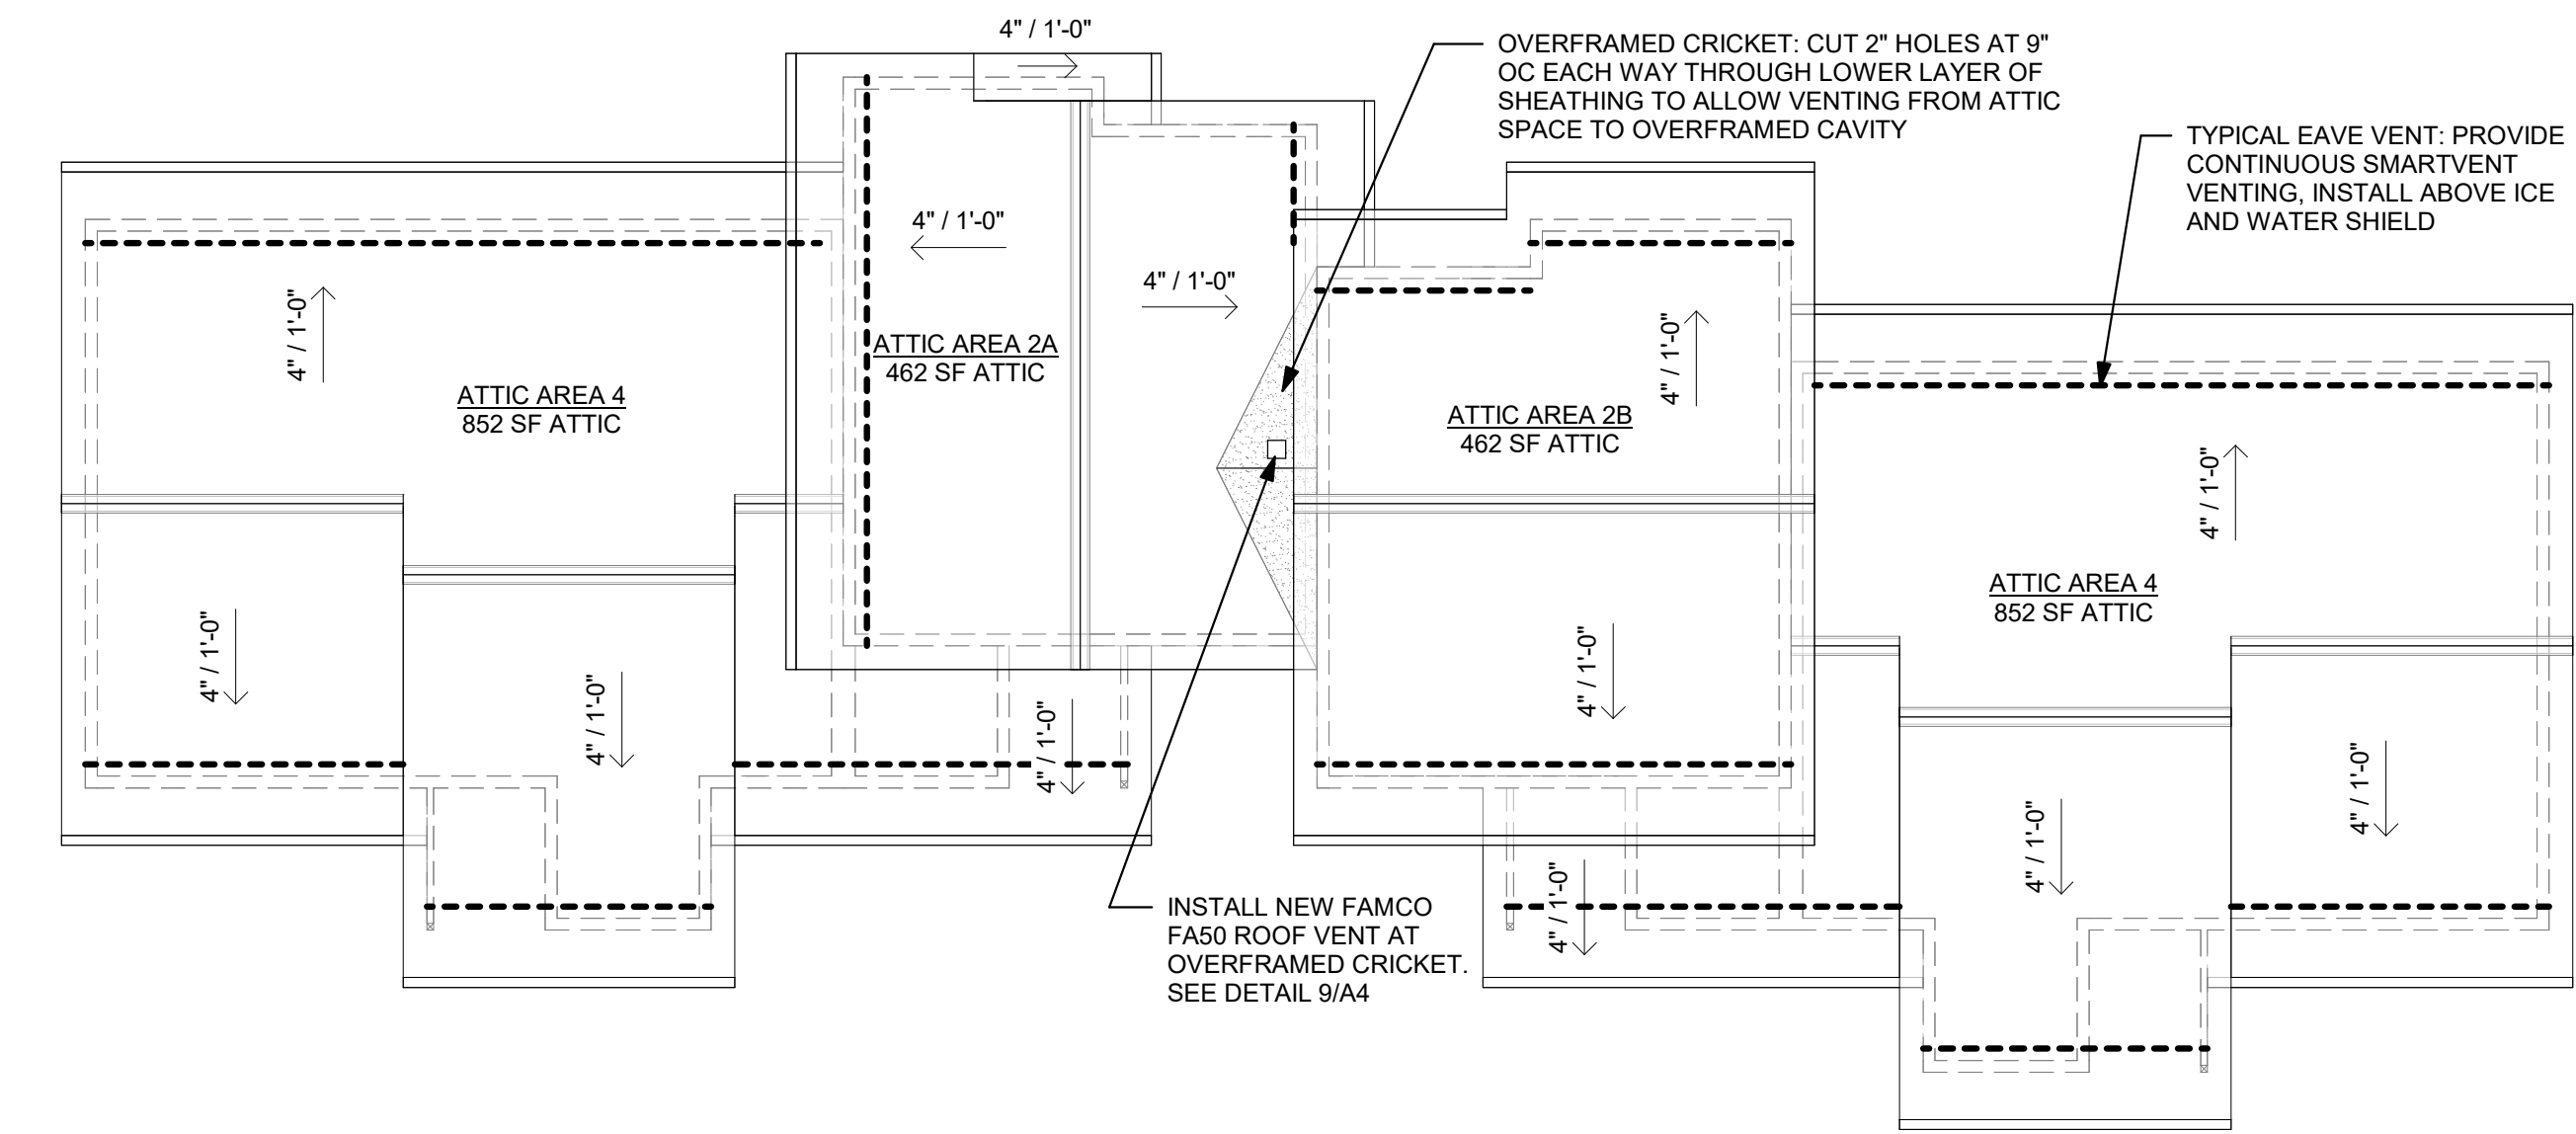 4" / 1'-0"
OVERFRAMED CRICKET: CUT 2" HOLES AT 9"
OC EACH WAY THROUGH LOWER LAYER OF
SHEATHING TO ALLOW VENTING FROM ATTIC
SPACE TO OVERFRAMED CAVITY
TYPICAL EAVE VENT: PROVIDE
CONTINUOUS SMARTVENT
VENTING, INSTALL ABOVE ICE
AND WATER SHIELD
4" / 1'-0"
4" / 1'-0"
4" / 1'-0"
4" / 1'-0"
ATTIC AREA 2A
462 SF ATTIC
ATTIC AREA 4
852 SF ATTIC
ATTIC AREA 2B
462 SF ATTIC
4" / 1'-0"
ATTIC AREA 4
852 SF ATTIC
4" / 1'-0"
4" / 1'-0"
4" / 1'-0"
4" / 1'-0"
4" / 1'-0"
4" / 1'-0"
4" / 1'-0"
INSTALL NEW FAMCO
FA50 ROOF VENT AT
OVERFRAMED CRICKET.
SEE DETAIL 9/A4